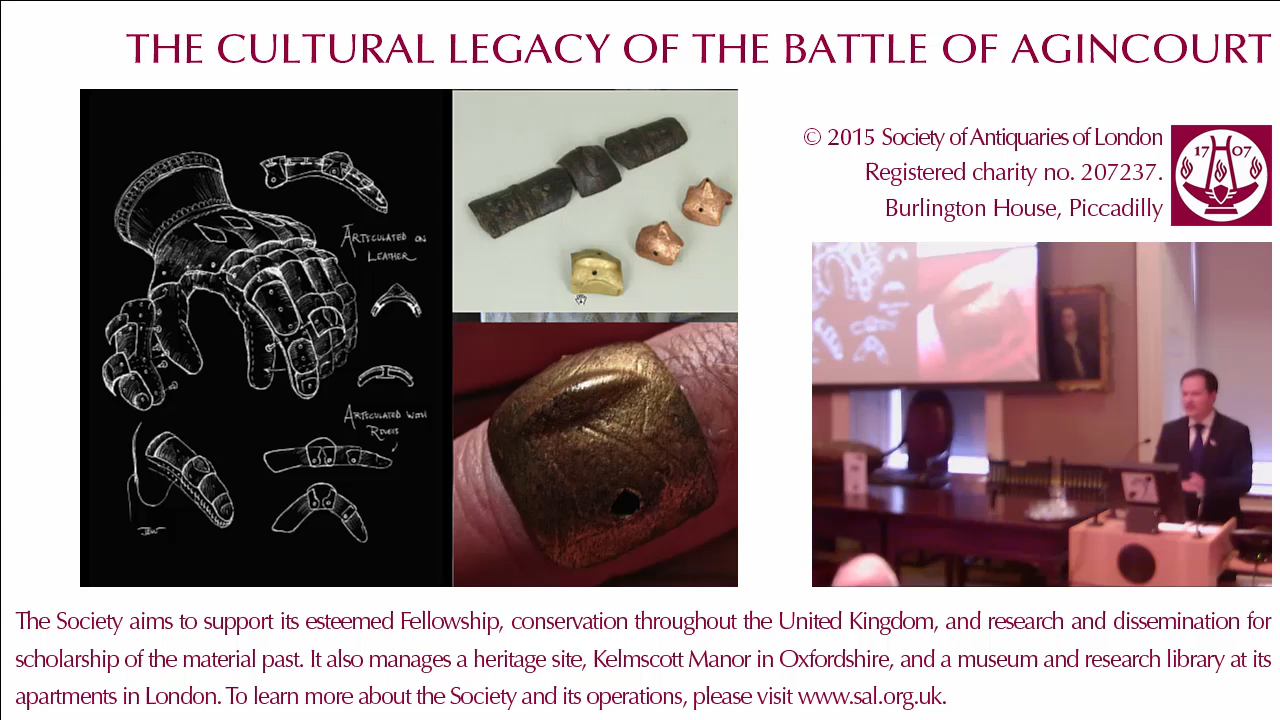 THE CULTURAL LEGACY OF THE BATTLE OF AGINCOURT
© 2015 Society of Antiquaries of London
Registered charity no. 207237.
Burlington House, Piccadilly
17 07
ARTICULATED ON
LEATHER
ARTICULATED WITH
RIVETS
The Society aims to support its esteemed Fellowship, conservation throughout the United Kingdom, and research and dissemination for
scholarship of the material past. It also manages a heritage site, Kelmscott Manor in Oxfordshire, and a museum and research library at its
apartments in London. To learn more about the Society and its operations, please visit www.sal.org.uk.